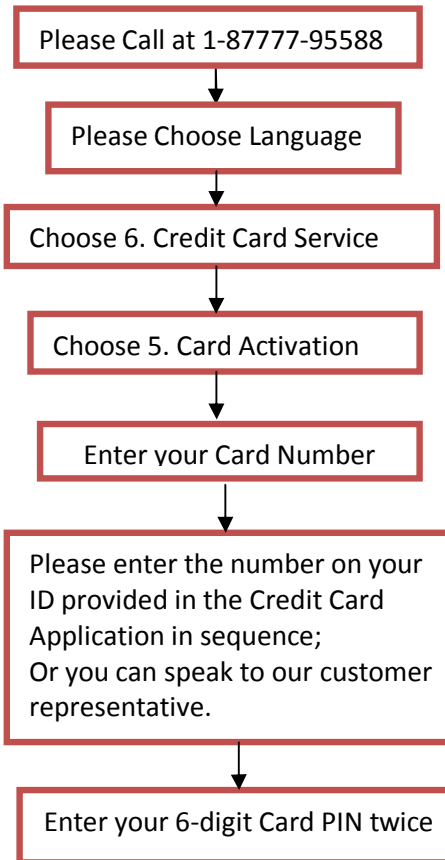 Please Call at 1-87777-95588
Please Choose Language
Choose 6. Credit Card Service
Choose 5. Card Activation
Enter your Card Number
Please enter the number on your
ID provided in the Credit Card
Application in sequence;
Or you can speak to our customer
representative.
Enter your 6-digit Card PIN twice